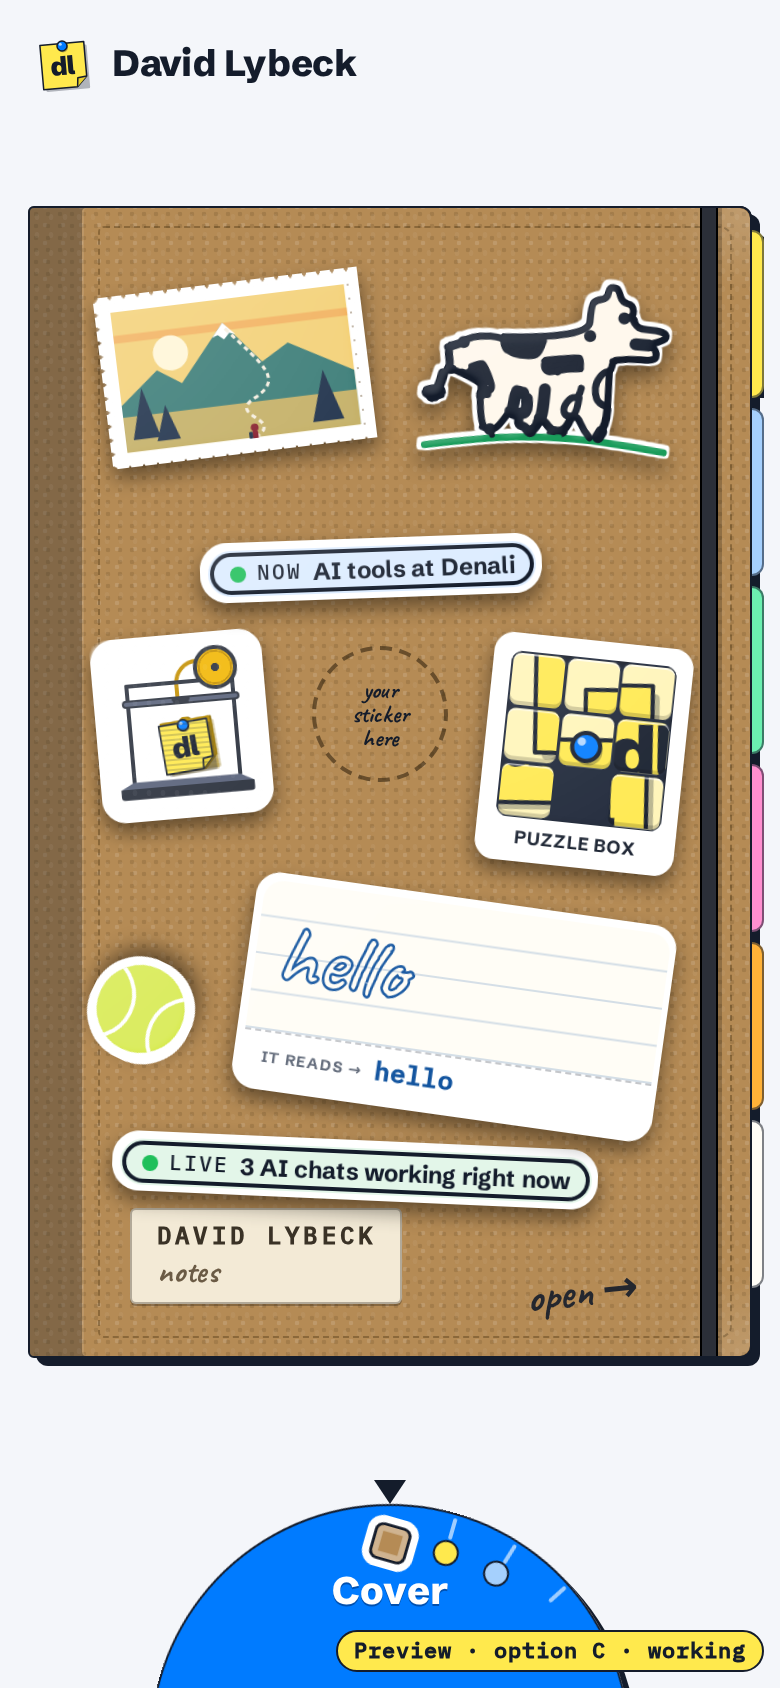 dl
David Lybeck
NOW AI tools at Denali
dl
your
sticker
here
d
PUZZLE BOX
hello
IT READS → hello
LIVE 3 AI chats working right now
DAVID LYBECK
notes
open →
Cover
Preview · option C · working